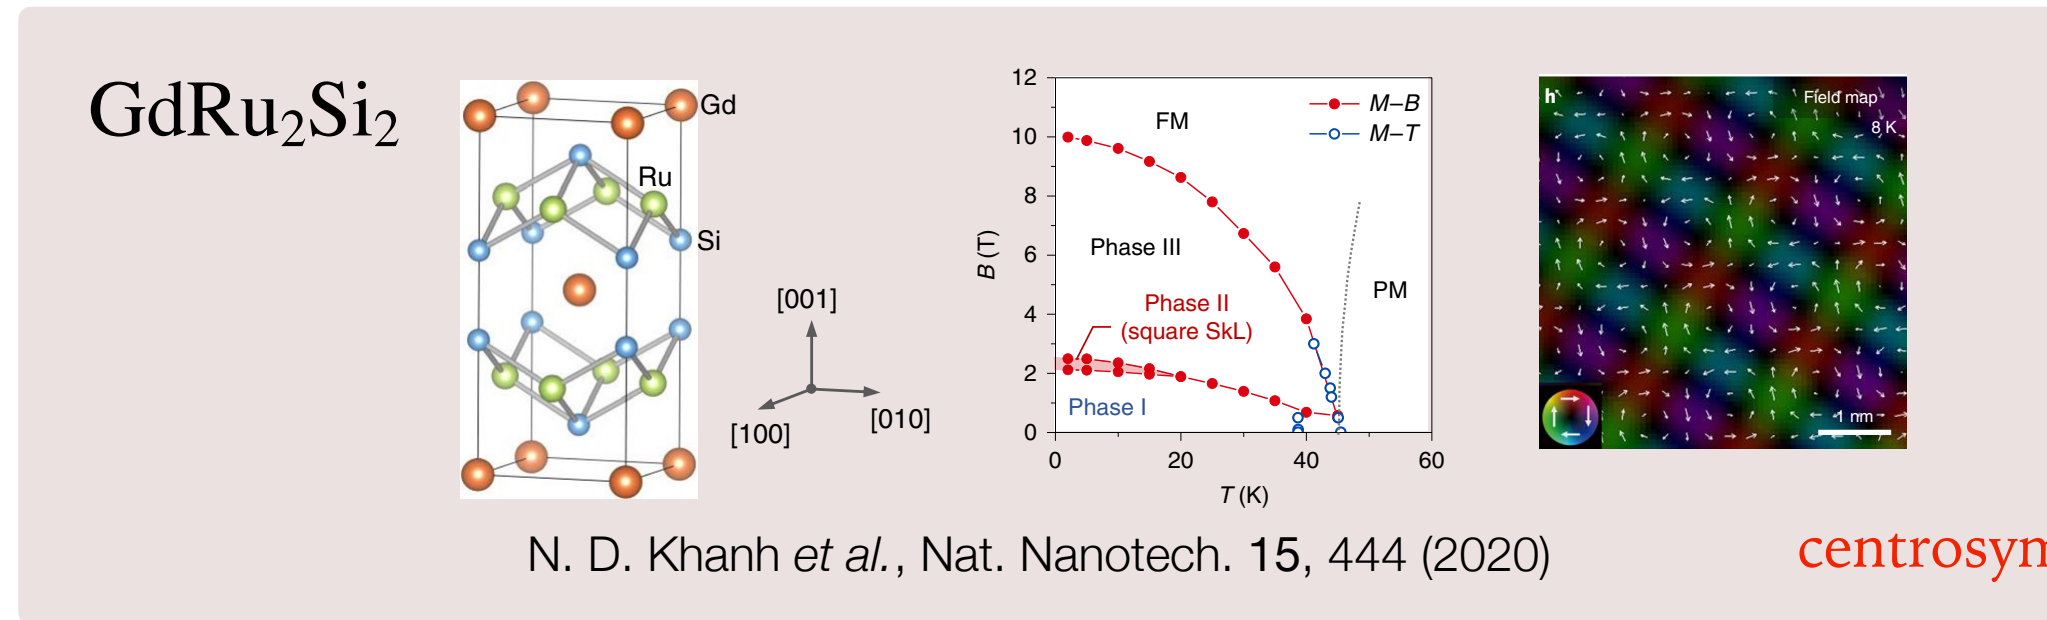 GdRu₂Si₂
Gd
Ru
Si
[001]
[100]
[010]
12
10
8
6
4
2
0
B (T)
FM
M–B
M–T
Phase III
Phase II
(square SkL)
PM
Phase I
0 20 40 60
T (K)
h
Field map
8 K
1 nm
N. D. Khanh et al., Nat. Nanotech. 15, 444 (2020)
centrosym